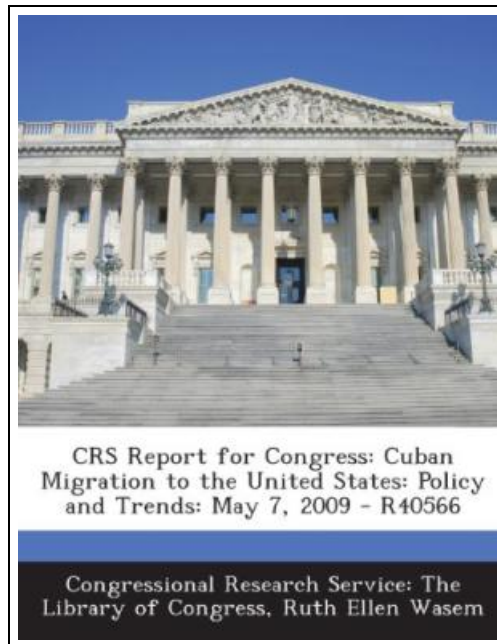 CRS Report for Congress: Cuban
Migration to the United States: Policy
and Trends: May 7, 2009 - R40566
Congressional Research Service: The
Library of Congress, Ruth Ellen Wasem